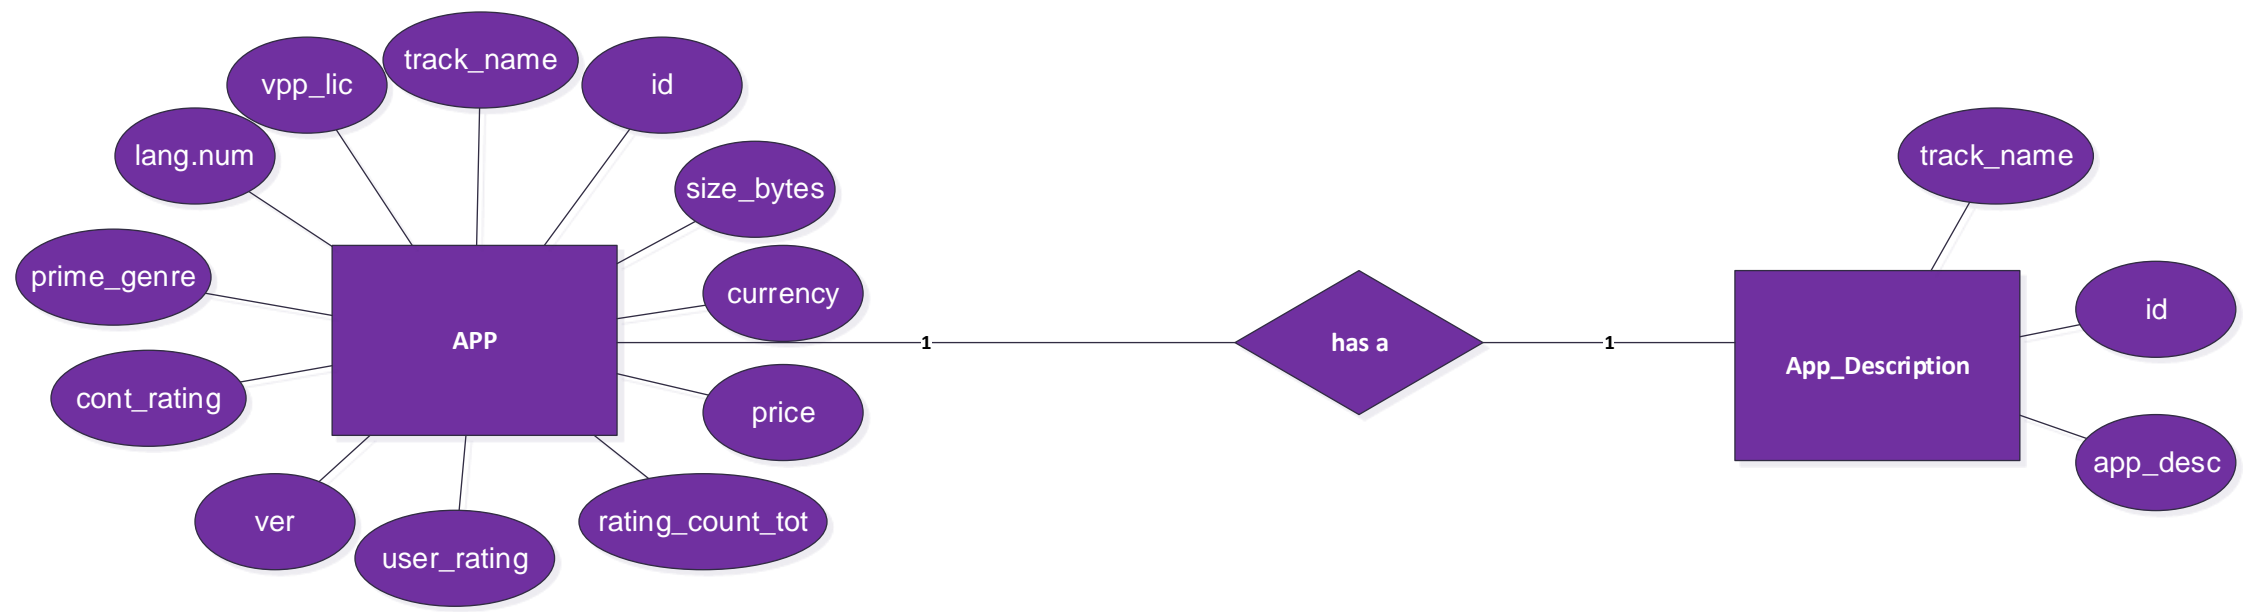 track_name
vpp_lic
id
lang.num
track_name
size_bytes
prime_genre
currency
id
APP
1
has a
1
App_Description
cont_rating
price
app_desc
ver
rating_count_tot
user_rating